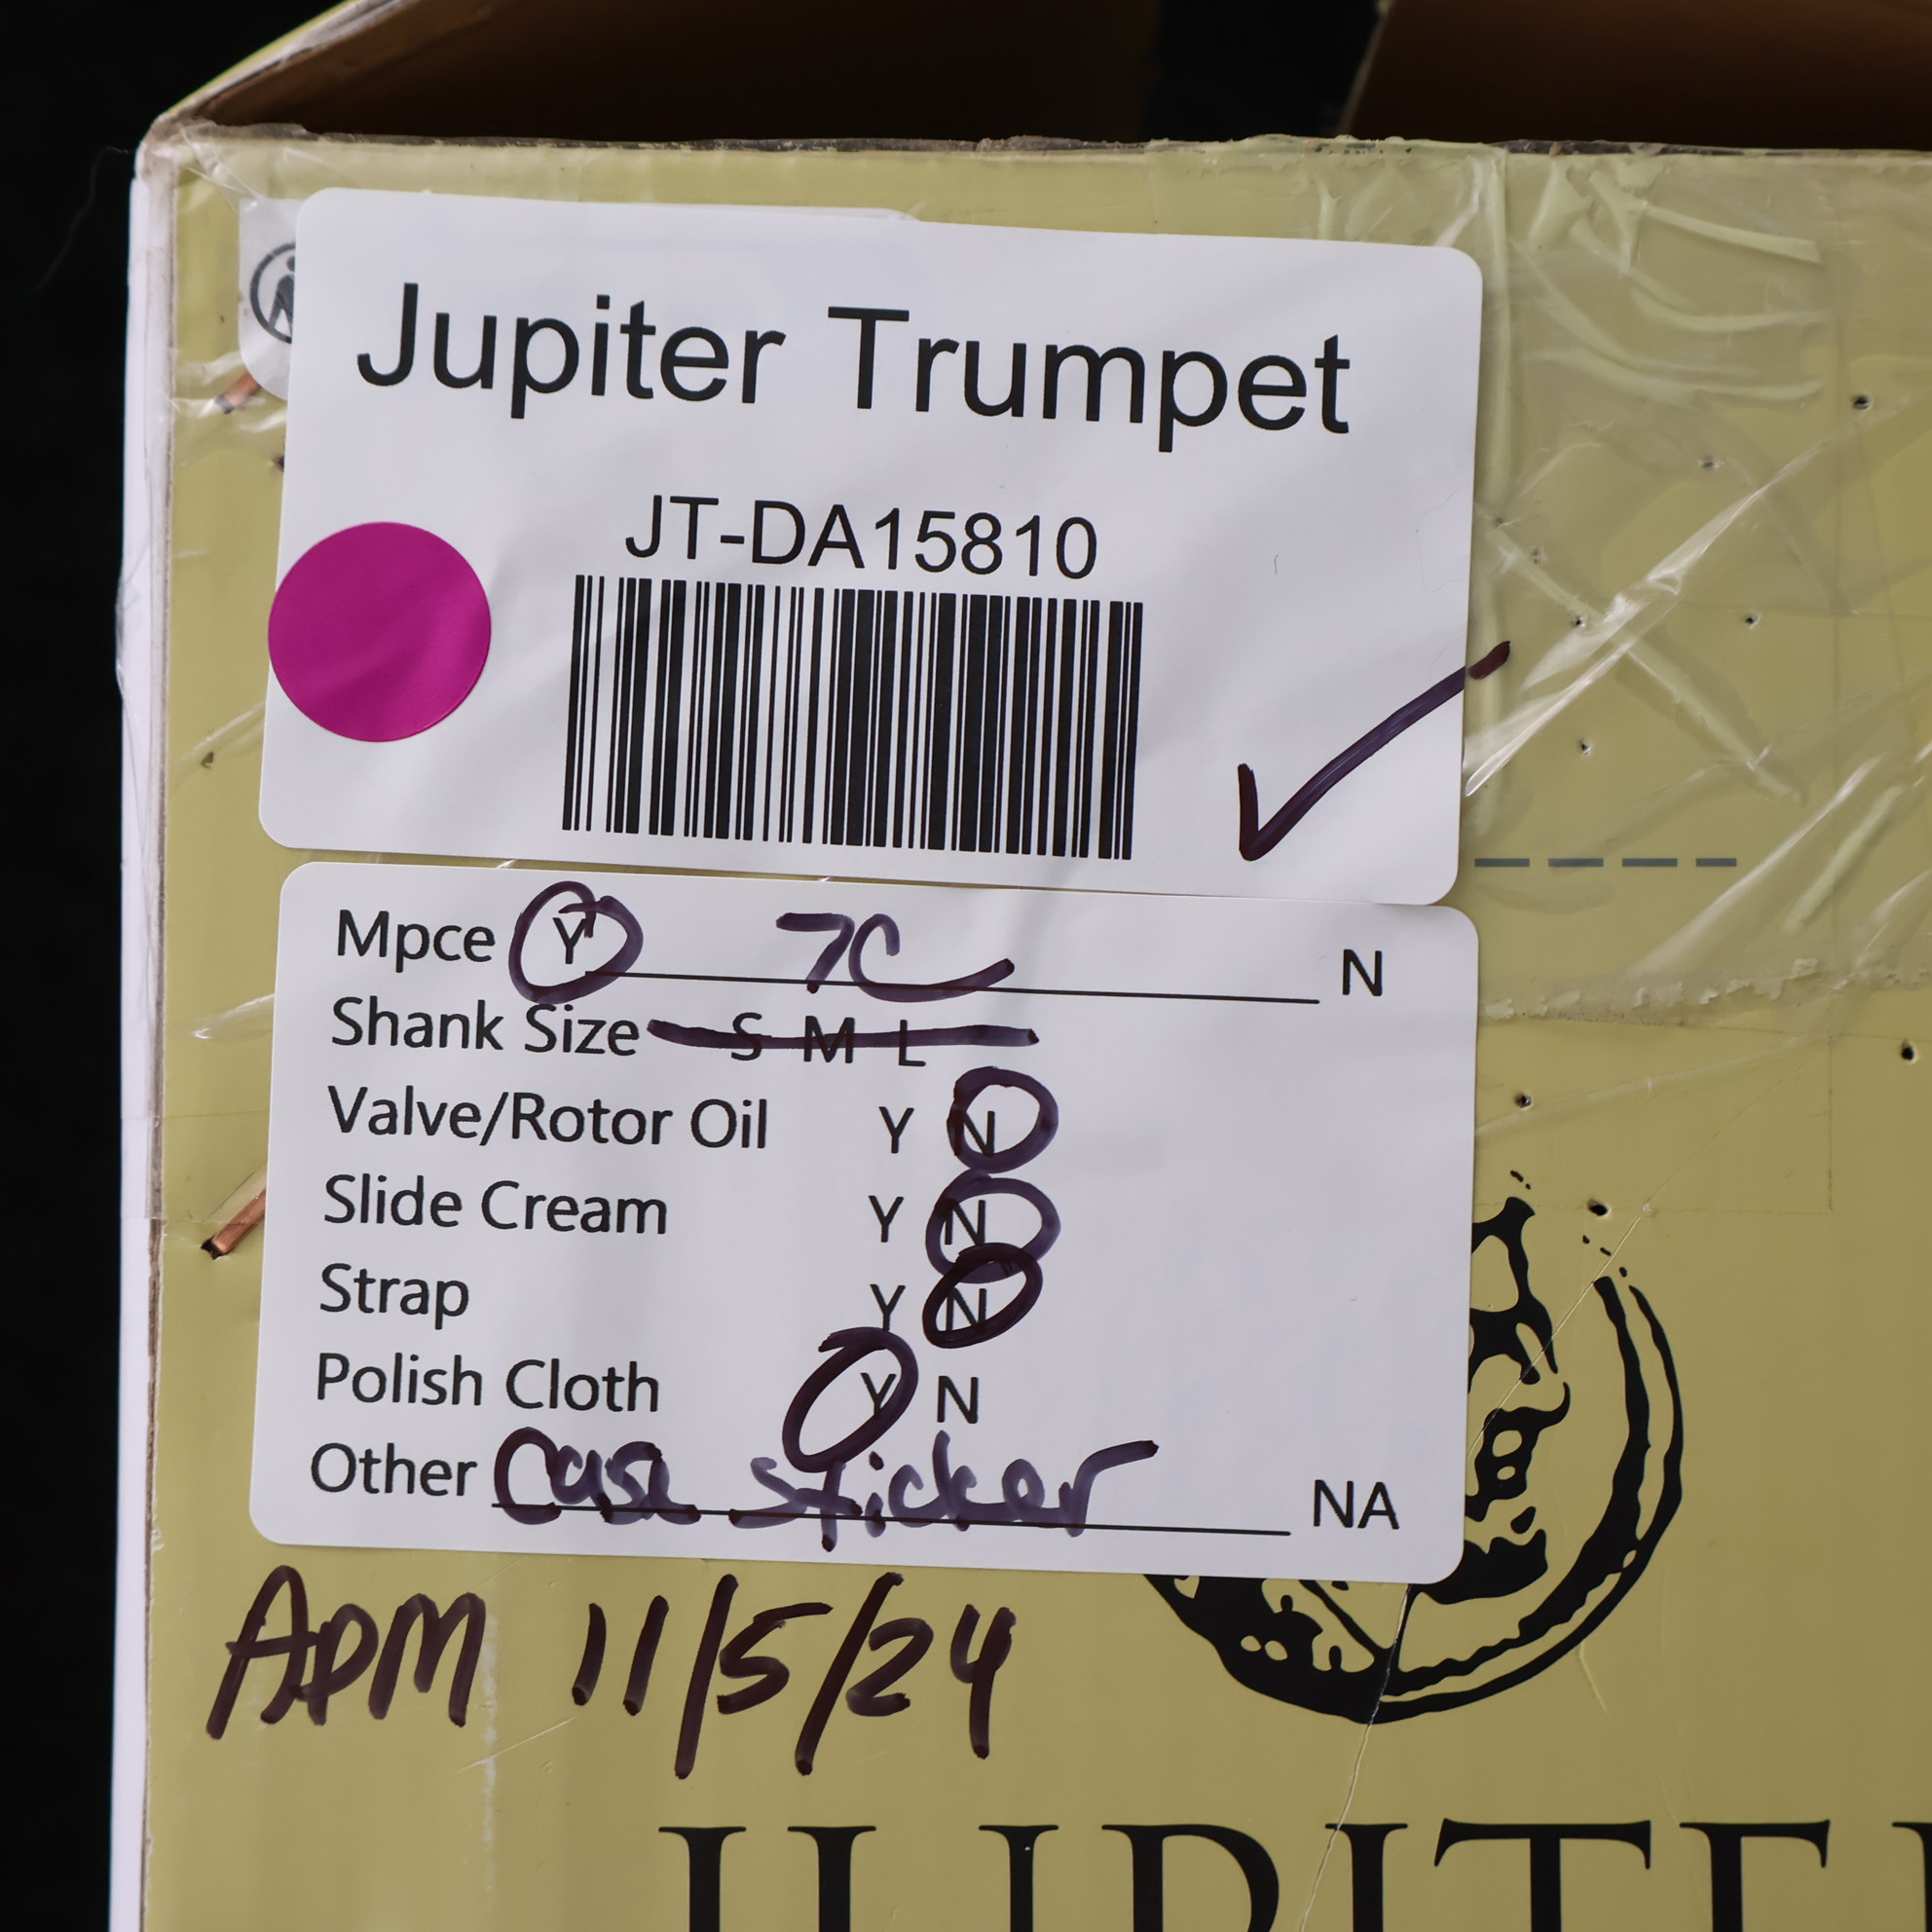 Jupiter Trumpet
JT-DA15810
Mpce Y 7C N
Shank Size S M L
Valve/Rotor Oil Y N
Slide Cream Y N
Strap Y N
Polish Cloth Y N
Other Case sticker NA
ADM 11/5/24
JUPITER